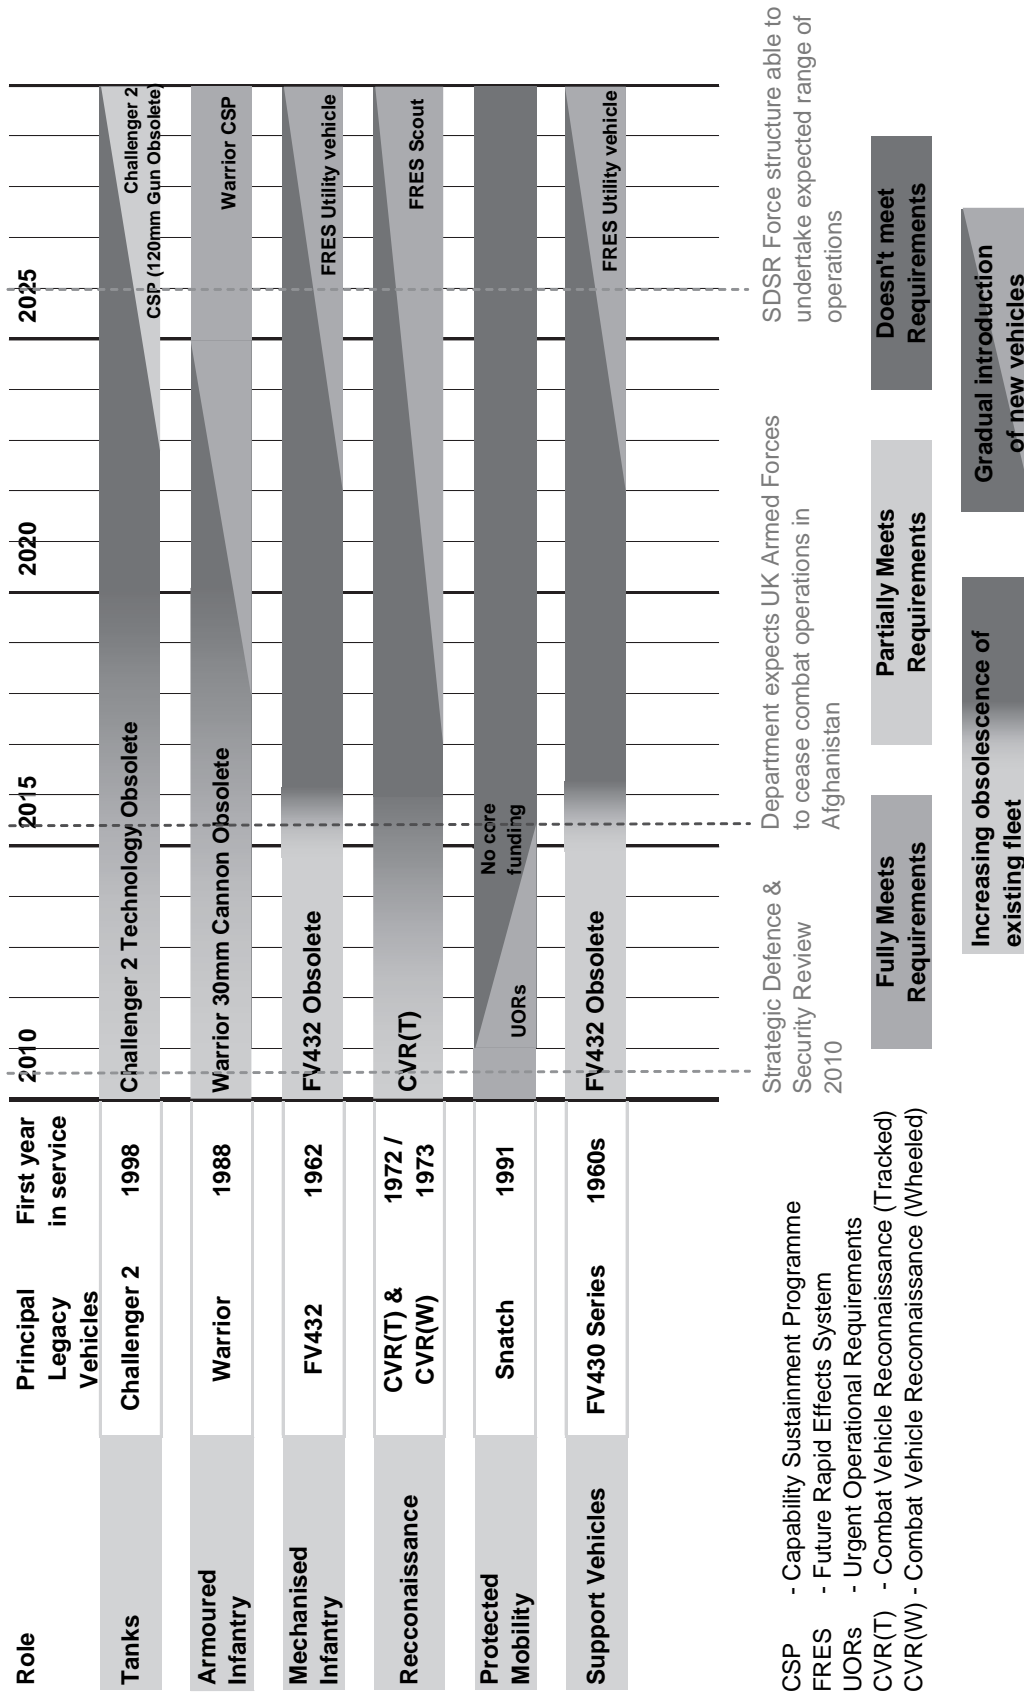 Role
Principal
Legacy
Vehicles
First year
in service
2010
2015
2020
2025
Tanks
Challenger 2
1998
Challenger 2 Technology Obsolete
Challenger 2
CSP (120mm Gun Obsolete)
Armoured
Infantry
Warrior
1988
Warrior 30mm Cannon Obsolete
Warrior CSP
Mechanised
Infantry
FV432
1962
FV432 Obsolete
FRES Utility vehicle
Recconaissance
CVR(T) &
CVR(W)
1972 /
1973
CVR(T)
FRES Scout
Protected
Mobility
Snatch
1991
UORs
No core
funding
Support Vehicles
FV430 Series
1960s
FV432 Obsolete
FRES Utility vehicle
Strategic Defence &
Security Review
2010
Department expects UK Armed Forces
to cease combat operations in
Afghanistan
SDSR Force structure able to
undertake expected range of
operations
CSP - Capability Sustainment Programme
FRES - Future Rapid Effects System
UORs - Urgent Operational Requirements
CVR(T) - Combat Vehicle Reconnaissance (Tracked)
CVR(W) - Combat Vehicle Reconnaissance (Wheeled)
Fully Meets
Requirements
Partially Meets
Requirements
Doesn't meet
Requirements
Increasing obsolescence of
existing fleet
Gradual introduction
of new vehicles